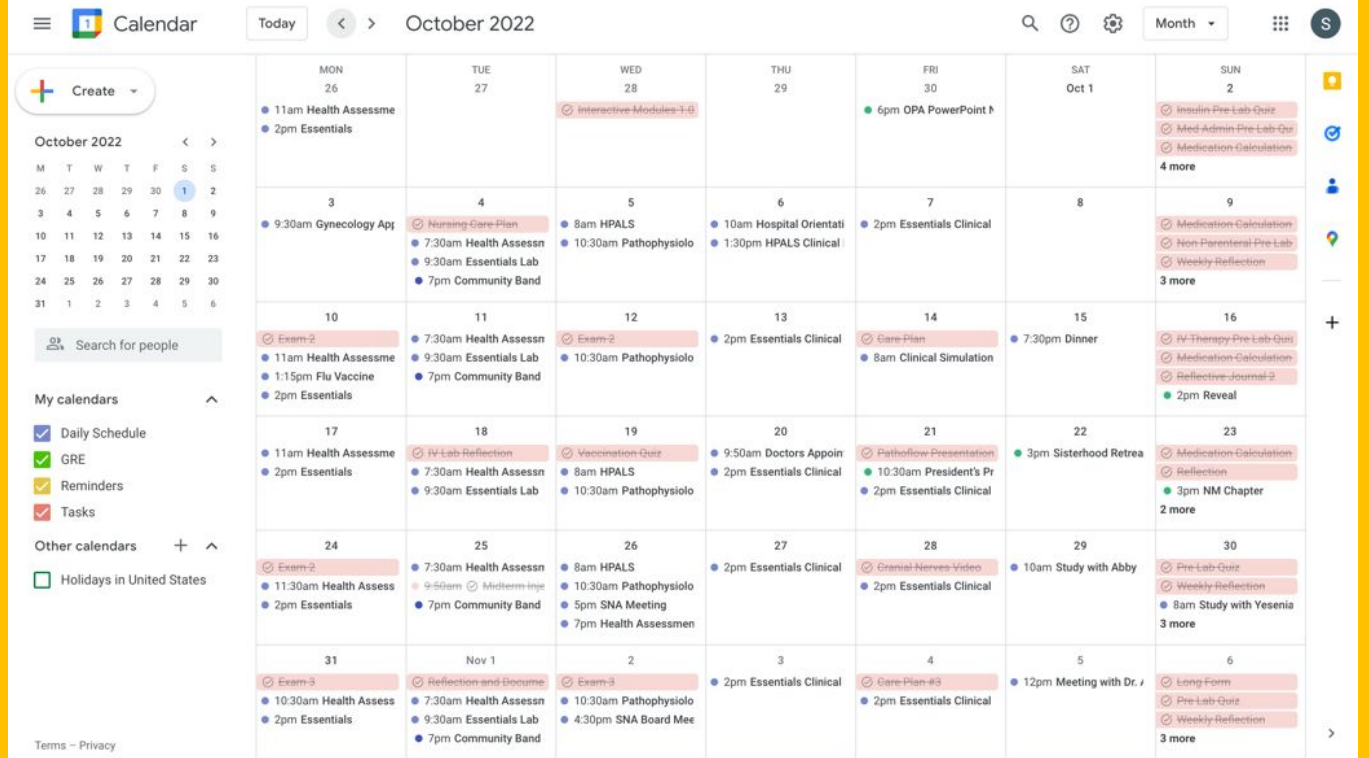 1
Calendar
Today
October 2022
Month
S
Create
October 2022
M T W T F S S
26 27 28 29 30 1 2
3 4 5 6 7 8 9
10 11 12 13 14 15 16
17 18 19 20 21 22 23
24 25 26 27 28 29 30
31 1 2 3 4 5 6
Search for people
My calendars
Daily Schedule
GRE
Reminders
Tasks
Other calendars
Holidays in United States
Terms – Privacy
MON
26
11am Health Assessme
2pm Essentials
TUE
27
WED
28
Interactive Modules 1.0
THU
29
FRI
30
6pm OPA PowerPoint N
SAT
Oct 1
SUN
2
Insulin Pre Lab Quiz
Med Admin Pre Lab Qui
Medication Calculation
4 more
3
9:30am Gynecology App
4
Nursing Care Plan
7:30am Health Assessn
9:30am Essentials Lab
7pm Community Band
5
8am HPALS
10:30am Pathophysiolo
6
10am Hospital Orientati
1:30pm HPALS Clinical
7
2pm Essentials Clinical
8
9
Medication Calculation
Non Parenteral Pre Lab
Weekly Reflection
3 more
10
Exam 2
11am Health Assessme
1:15pm Flu Vaccine
2pm Essentials
11
7:30am Health Assessn
9:30am Essentials Lab
7pm Community Band
12
Exam 2
10:30am Pathophysiolo
13
2pm Essentials Clinical
14
Care Plan
8am Clinical Simulation
15
7:30pm Dinner
16
IV Therapy Pre Lab Quiz
Medication Calculation
Reflective Journal 2
2pm Reveal
17
11am Health Assessme
2pm Essentials
18
IV Lab Reflection
7:30am Health Assessn
9:30am Essentials Lab
19
Vaccination Quiz
8am HPALS
10:30am Pathophysiolo
20
9:50am Doctors Appoin
2pm Essentials Clinical
21
Pathoflow Presentation
10:30am President's Pr
2pm Essentials Clinical
22
3pm Sisterhood Retrea
23
Medication Calculation
Reflection
3pm NM Chapter
2 more
24
Exam 2
11:30am Health Assess
2pm Essentials
25
7:30am Health Assessn
9:50am Midterm Inje
7pm Community Band
26
8am HPALS
10:30am Pathophysiolo
5pm SNA Meeting
7pm Health Assessmen
27
2pm Essentials Clinical
28
Cranial Nerves Video
2pm Essentials Clinical
29
10am Study with Abby
30
Pre Lab Quiz
Weekly Reflection
8am Study with Yesenia
3 more
31
Exam 3
10:30am Health Assess
2pm Essentials
Nov 1
Reflection and Docume
7:30am Health Assessn
9:30am Essentials Lab
7pm Community Band
2
Exam 3
10:30am Pathophysiolo
4:30pm SNA Board Mee
3
2pm Essentials Clinical
4
Care Plan #3
2pm Essentials Clinical
5
12pm Meeting with Dr.
6
Long Form
Pre Lab Quiz
Weekly Reflection
3 more